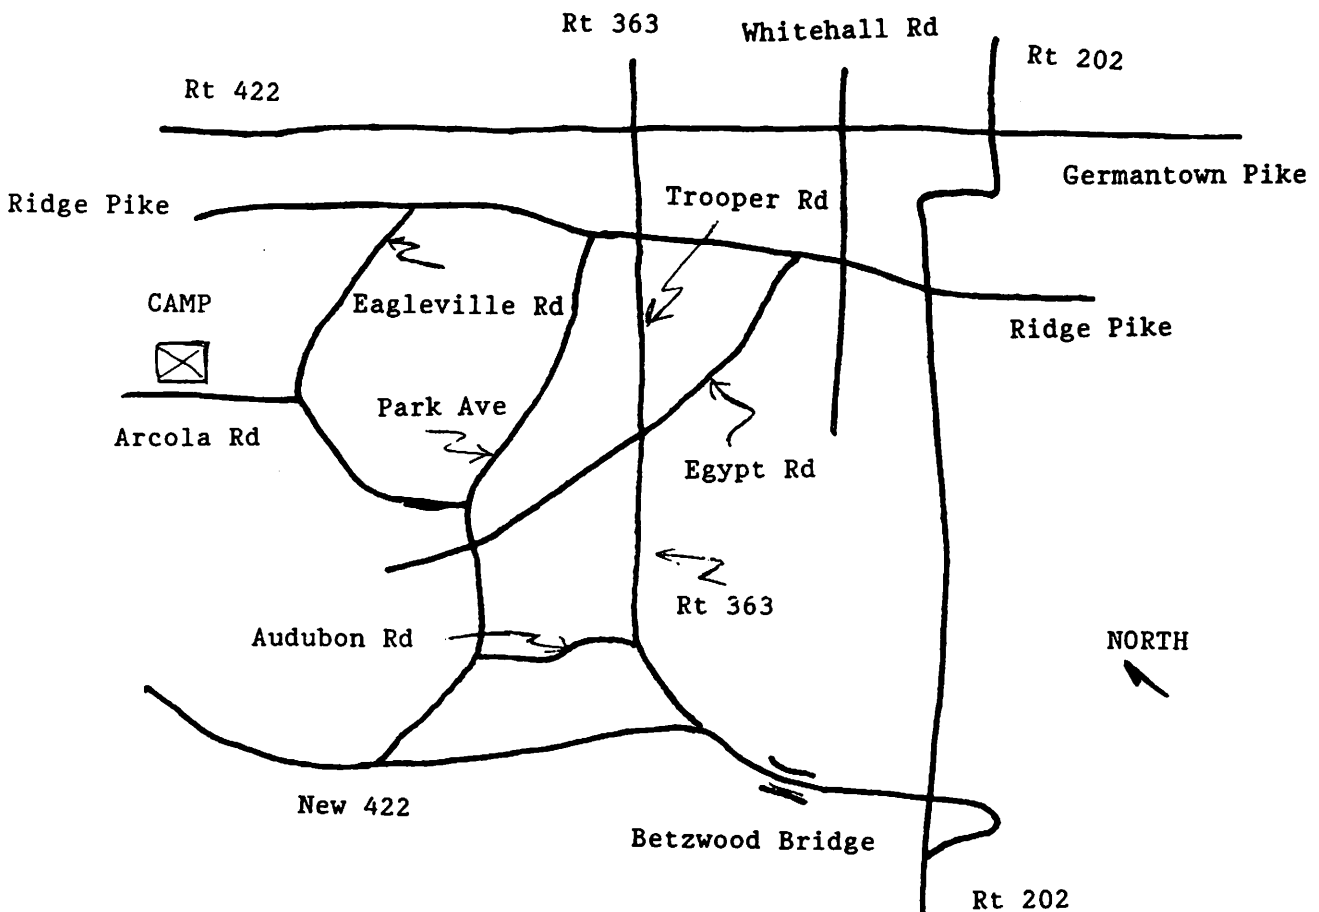 Rt 363
Whitehall Rd
Rt 202
Rt 422
Germantown Pike
Ridge Pike
Trooper Rd
CAMP
Eagleville Rd
Ridge Pike
Park Ave
Arcola Rd
Egypt Rd
Rt 363
Audubon Rd
NORTH
New 422
Betzwood Bridge
Rt 202